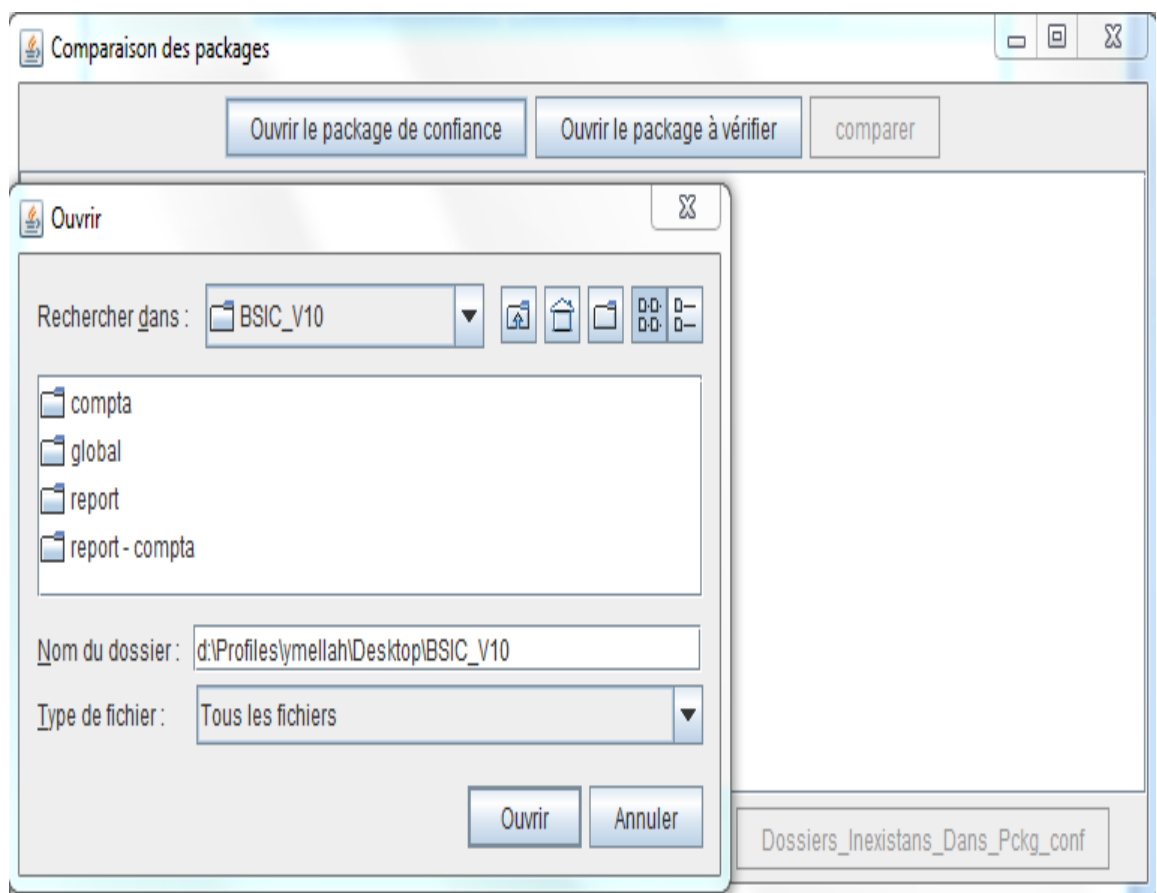 Comparaison des packages
Ouvrir le package de confiance
Ouvrir le package à vérifier
comparer
Ouvrir
Rechercher dans :
BSIC_V10
compta
global
report
report - compta
Nom du dossier :
d:\Profiles\ymellah\Desktop\BSIC_V10
Type de fichier :
Tous les fichiers
Ouvrir
Annuler
Dossiers_Inexistans_Dans_Pckg_conf